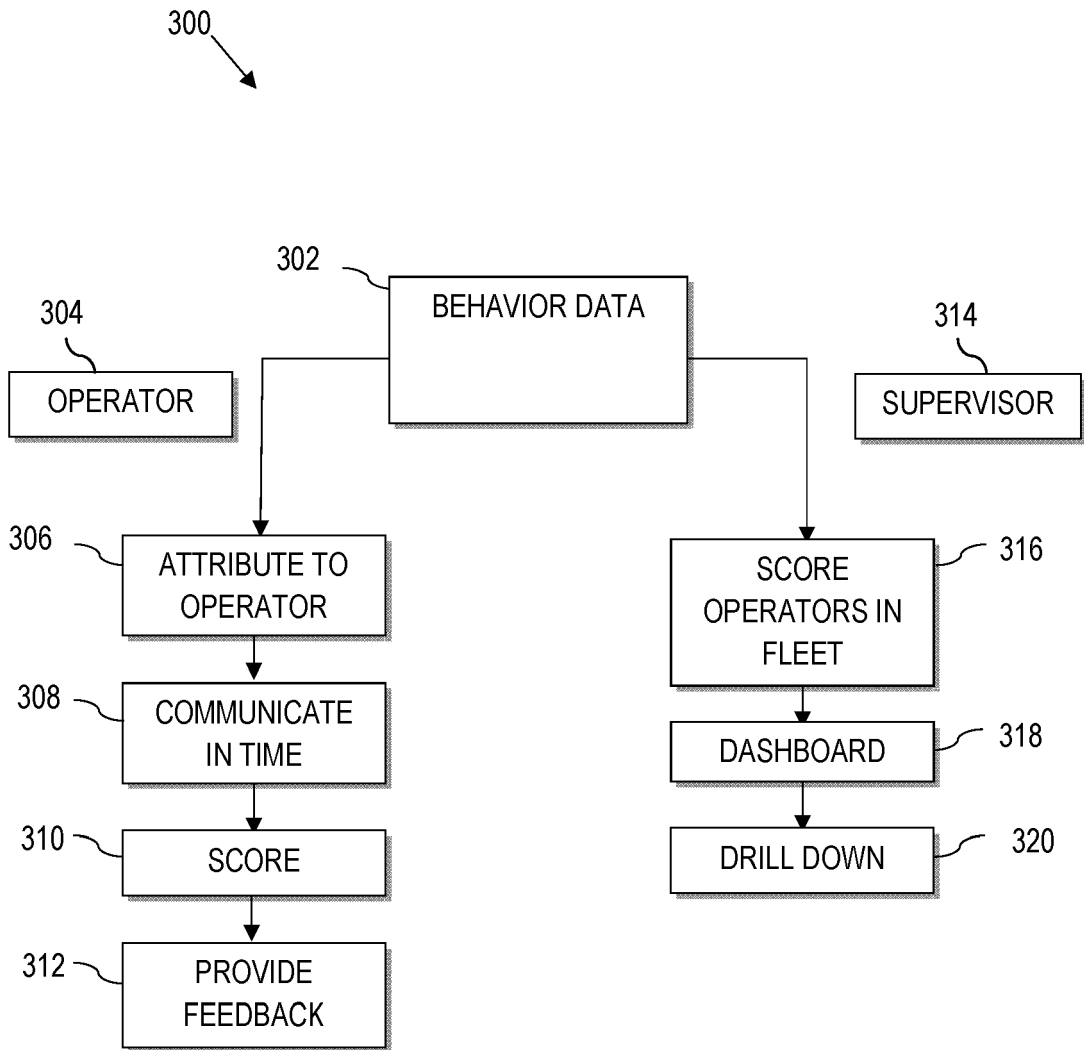 300
302
BEHAVIOR DATA
304
OPERATOR
314
SUPERVISOR
306
ATTRIBUTE TO
OPERATOR
308
COMMUNICATE
IN TIME
310
SCORE
312
PROVIDE
FEEDBACK
316
SCORE
OPERATORS IN
FLEET
318
DASHBOARD
320
DRILL DOWN